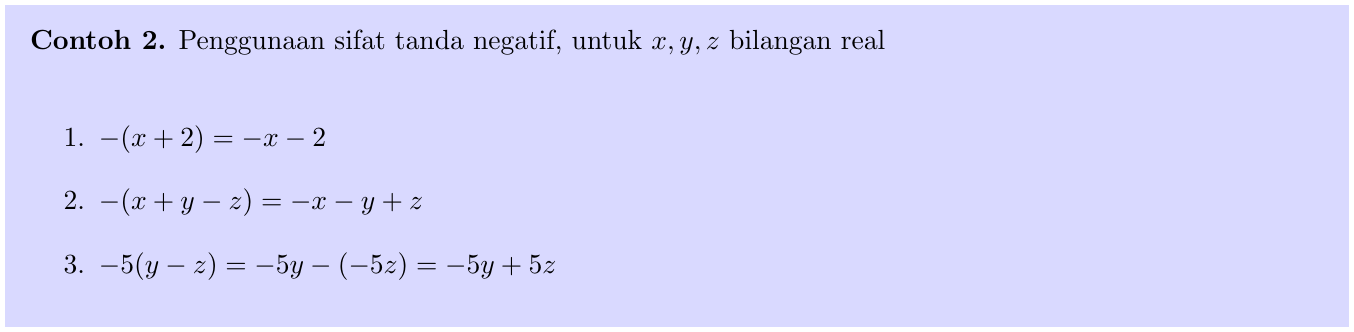 Contoh 2. Penggunaan sifat tanda negatif, untuk x, y, z bilangan real
1. −(x + 2) = −x − 2
2. −(x + y − z) = −x − y + z
3. −5(y − z) = −5y − (−5z) = −5y + 5z